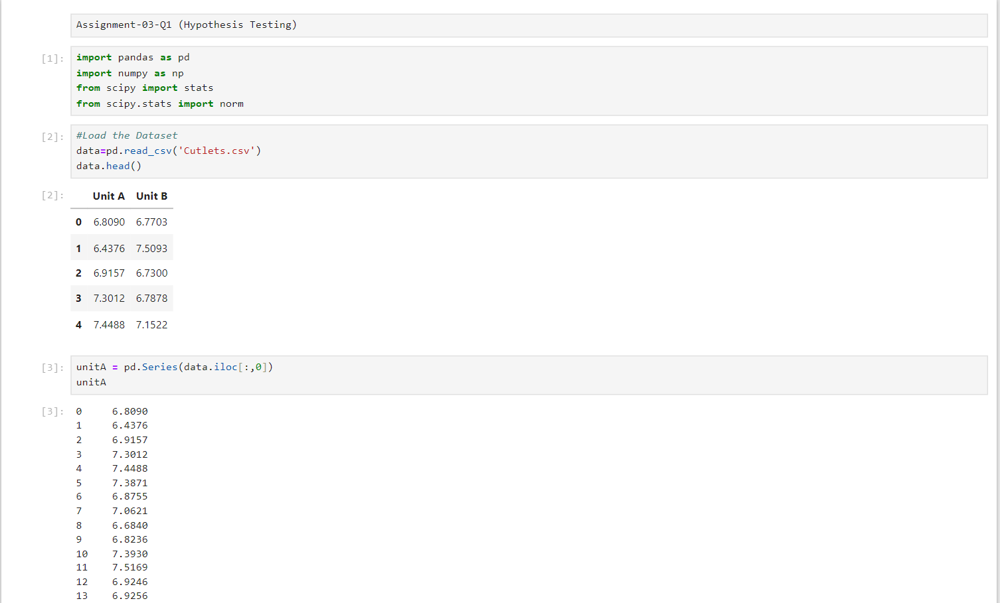 Assignment-03-Q1 (Hypothesis Testing)
[1]:
import pandas as pd
import numpy as np
from scipy import stats
from scipy.stats import norm
[2]:
#Load the Dataset
data=pd.read_csv('Cutlets.csv')
data.head()
[2]:
Unit A Unit B
0 6.8090 6.7703
1 6.4376 7.5093
2 6.9157 6.7300
3 7.3012 6.7878
4 7.4488 7.1522
[3]:
unitA = pd.Series(data.iloc[:,0])
unitA
[3]:
0 6.8090
1 6.4376
2 6.9157
3 7.3012
4 7.4488
5 7.3871
6 6.8755
7 7.0621
8 6.6840
9 6.8236
10 7.3930
11 7.5169
12 6.9246
13 6.9256